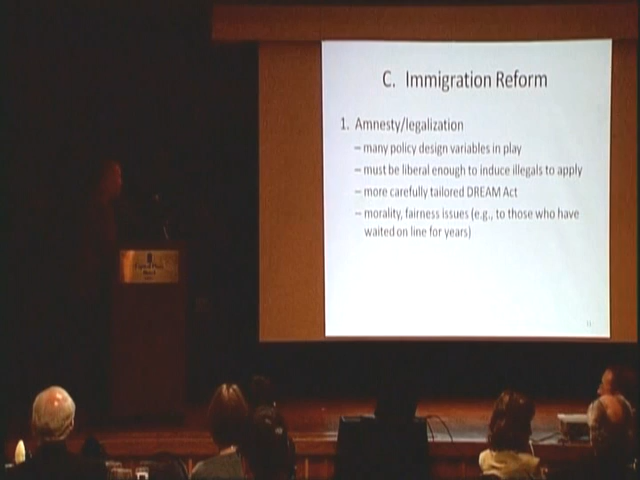 C. Immigration Reform
1. Amnesty/legalization
– many policy design variables in play
– must be liberal enough to induce illegals to apply
– more carefully tailored DREAM Act
– morality, fairness issues (e.g., to those who have
waited on line for years)